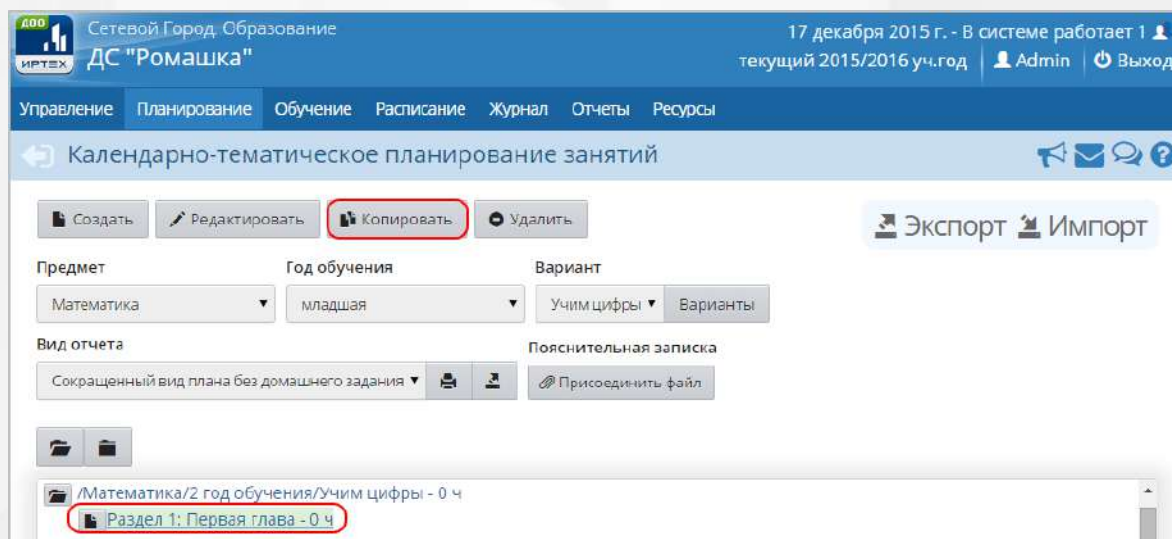 ДОО
ИРТЕХ
Сетевой Город. Образование
ДС "Ромашка"
17 декабря 2015 г. - В системе работает 1
текущий 2015/2016 уч.год Admin Выход
Управление Планирование Обучение Расписание Журнал Отчеты Ресурсы
Календарно-тематическое планирование занятий
Создать Редактировать Копировать Удалить
Экспорт Импорт
Предмет Год обучения Вариант
Математика младшая Учим цифры Варианты
Вид отчета Пояснительная записка
Сокращенный вид плана без домашнего задания Присоединить файл
/Математика/2 год обучения/Учим цифры - 0 ч
Раздел 1: Первая глава - 0 ч